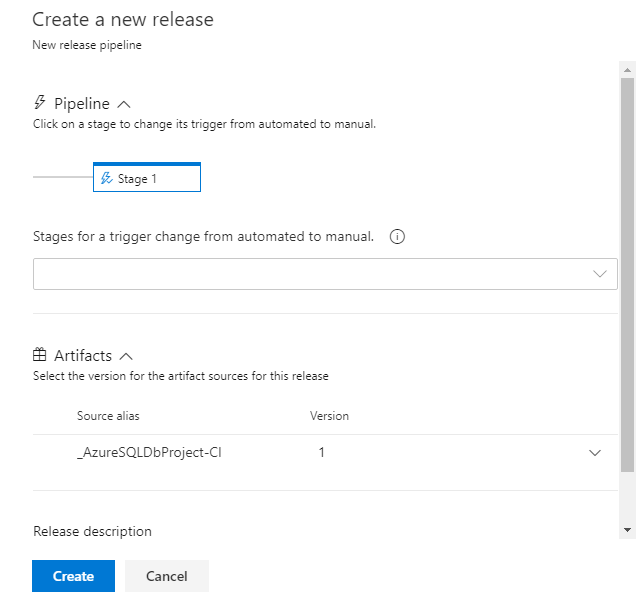 Create a new release
New release pipeline
Pipeline
Click on a stage to change its trigger from automated to manual.
Stage 1
Stages for a trigger change from automated to manual.
Artifacts
Select the version for the artifact sources for this release
Source alias Version
_AzureSQLDbProject-CI 1
Release description
Create Cancel